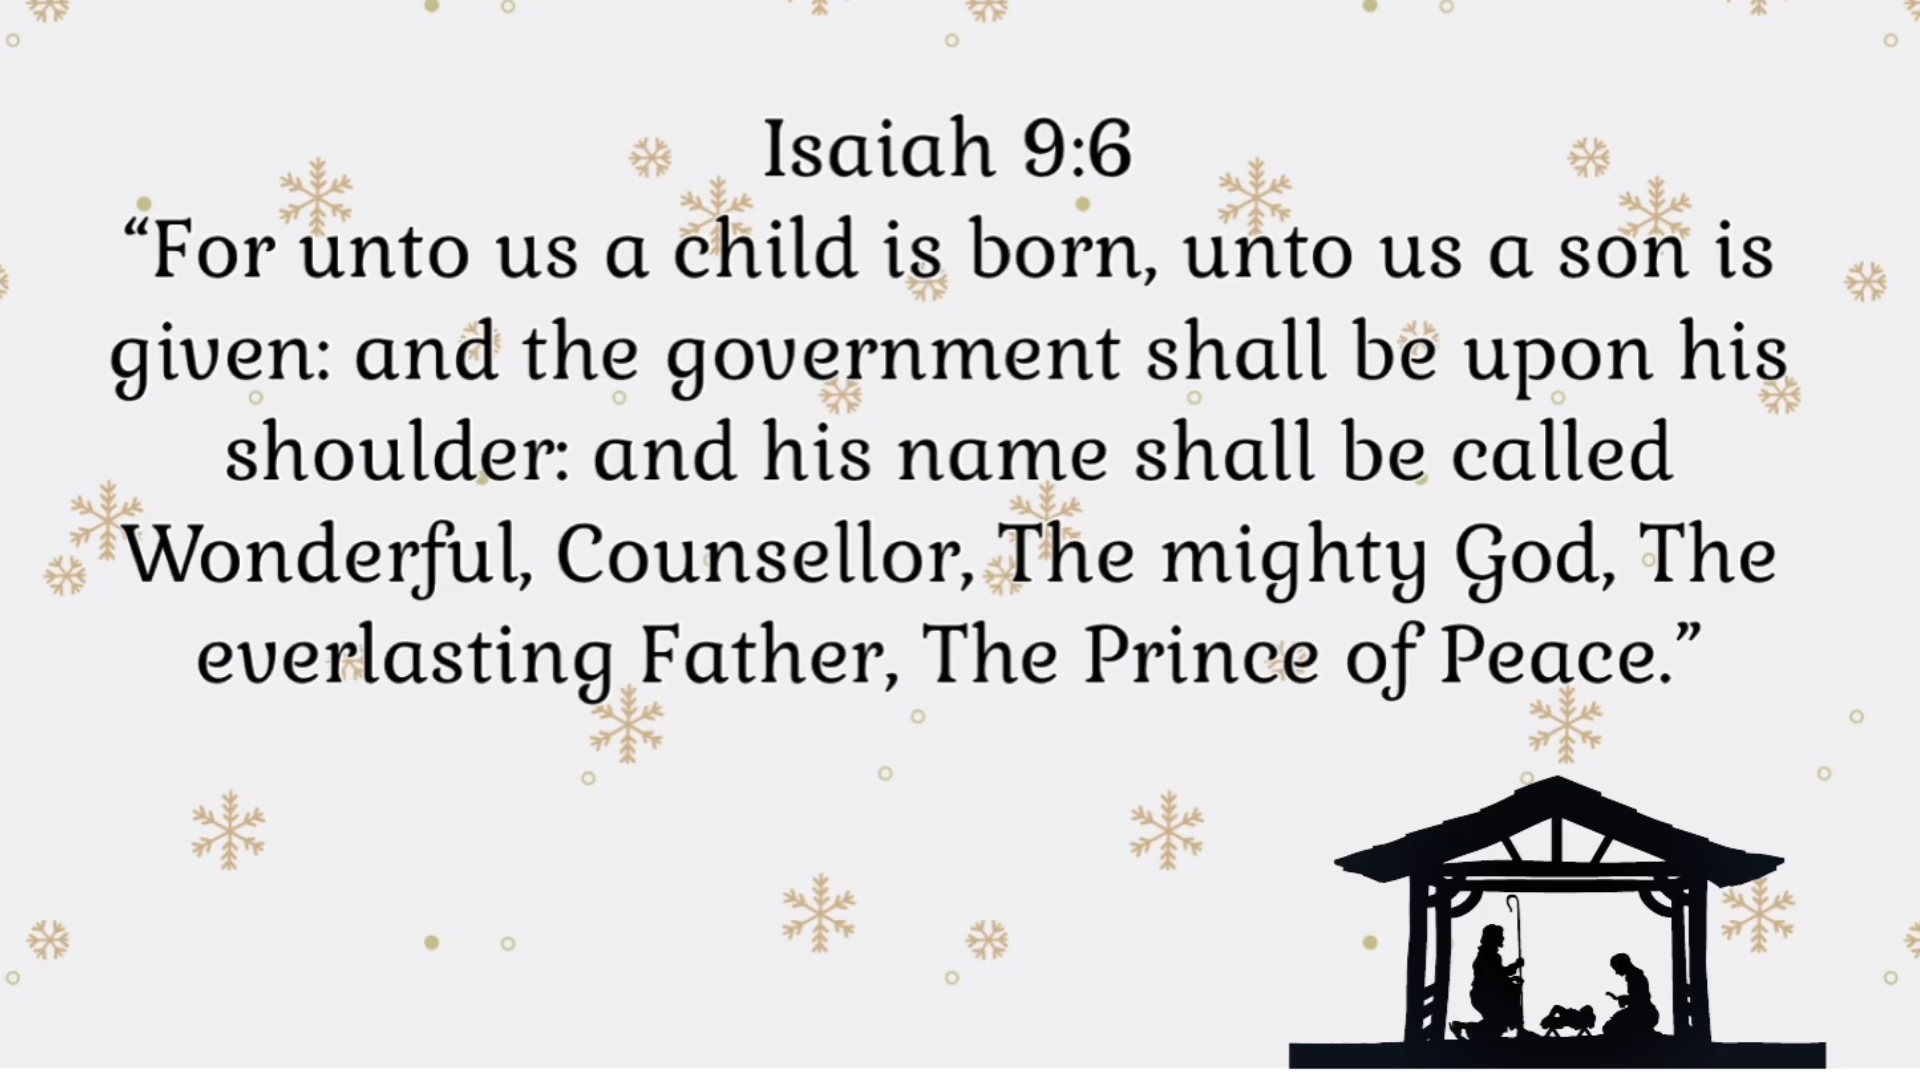 Isaiah 9:6
“For unto us a child is born, unto us a son is
given: and the government shall be upon his
shoulder: and his name shall be called
Wonderful, Counsellor, The mighty God, The
everlasting Father, The Prince of Peace.”